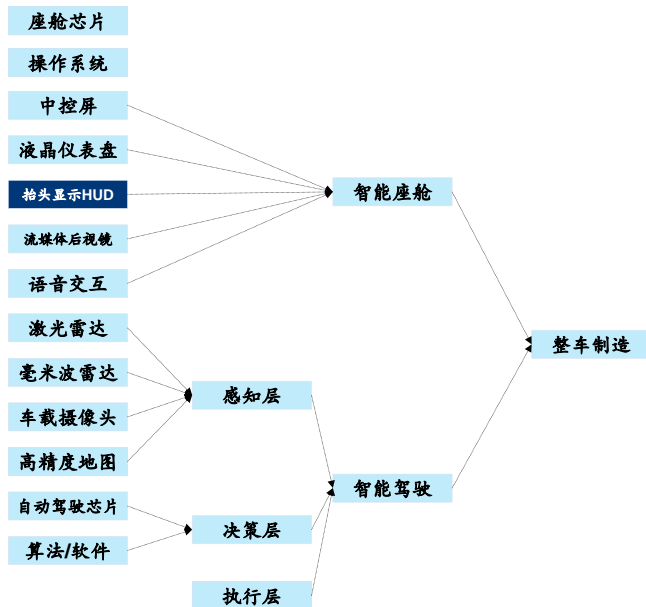 座舱芯片
操作系统
中控屏
液晶仪表盘
抬头显示HUD
流媒体后视镜
语音交互
激光雷达
毫米波雷达
车载摄像头
高精度地图
自动驾驶芯片
算法/软件
感知层
决策层
执行层
智能座舱
智能驾驶
整车制造